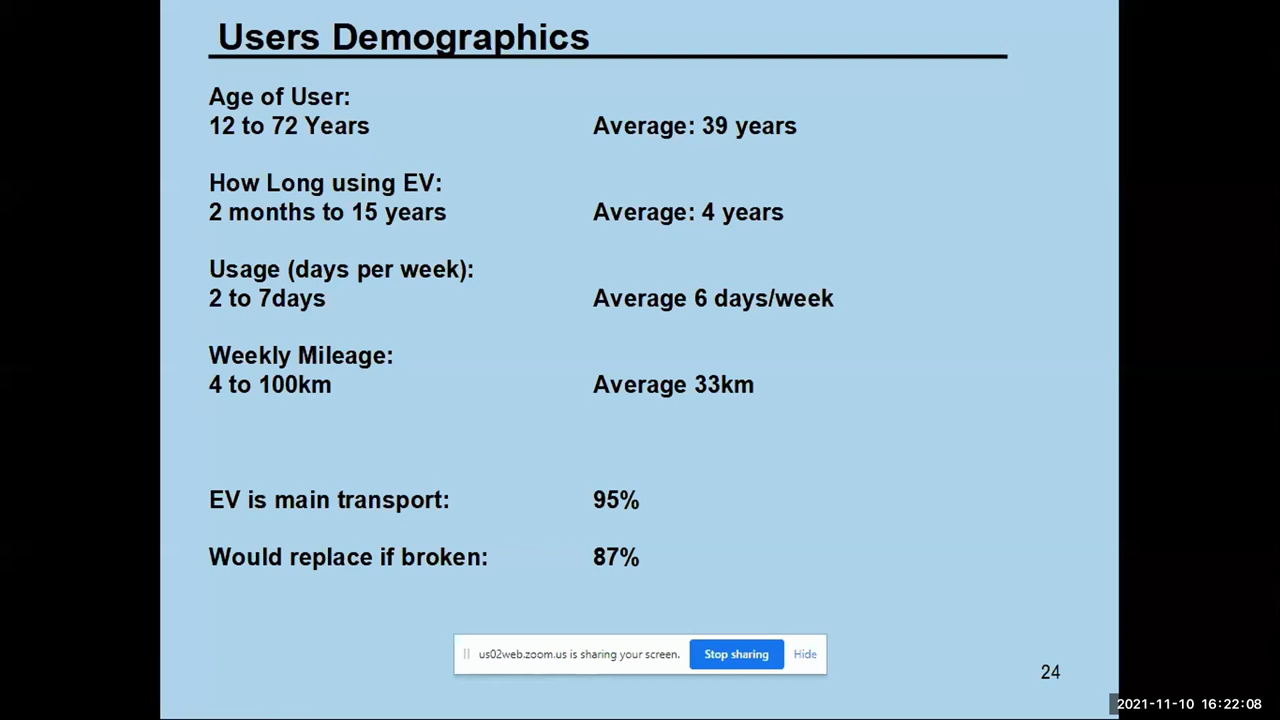 Users Demographics
Age of User:
12 to 72 Years Average: 39 years
How Long using EV:
2 months to 15 years Average: 4 years
Usage (days per week):
2 to 7days Average 6 days/week
Weekly Mileage:
4 to 100km Average 33km
EV is main transport: 95%
Would replace if broken: 87%
us02web.zoom.us is sharing your screen. Stop sharing Hide
24
2021-11-10 16:22:08